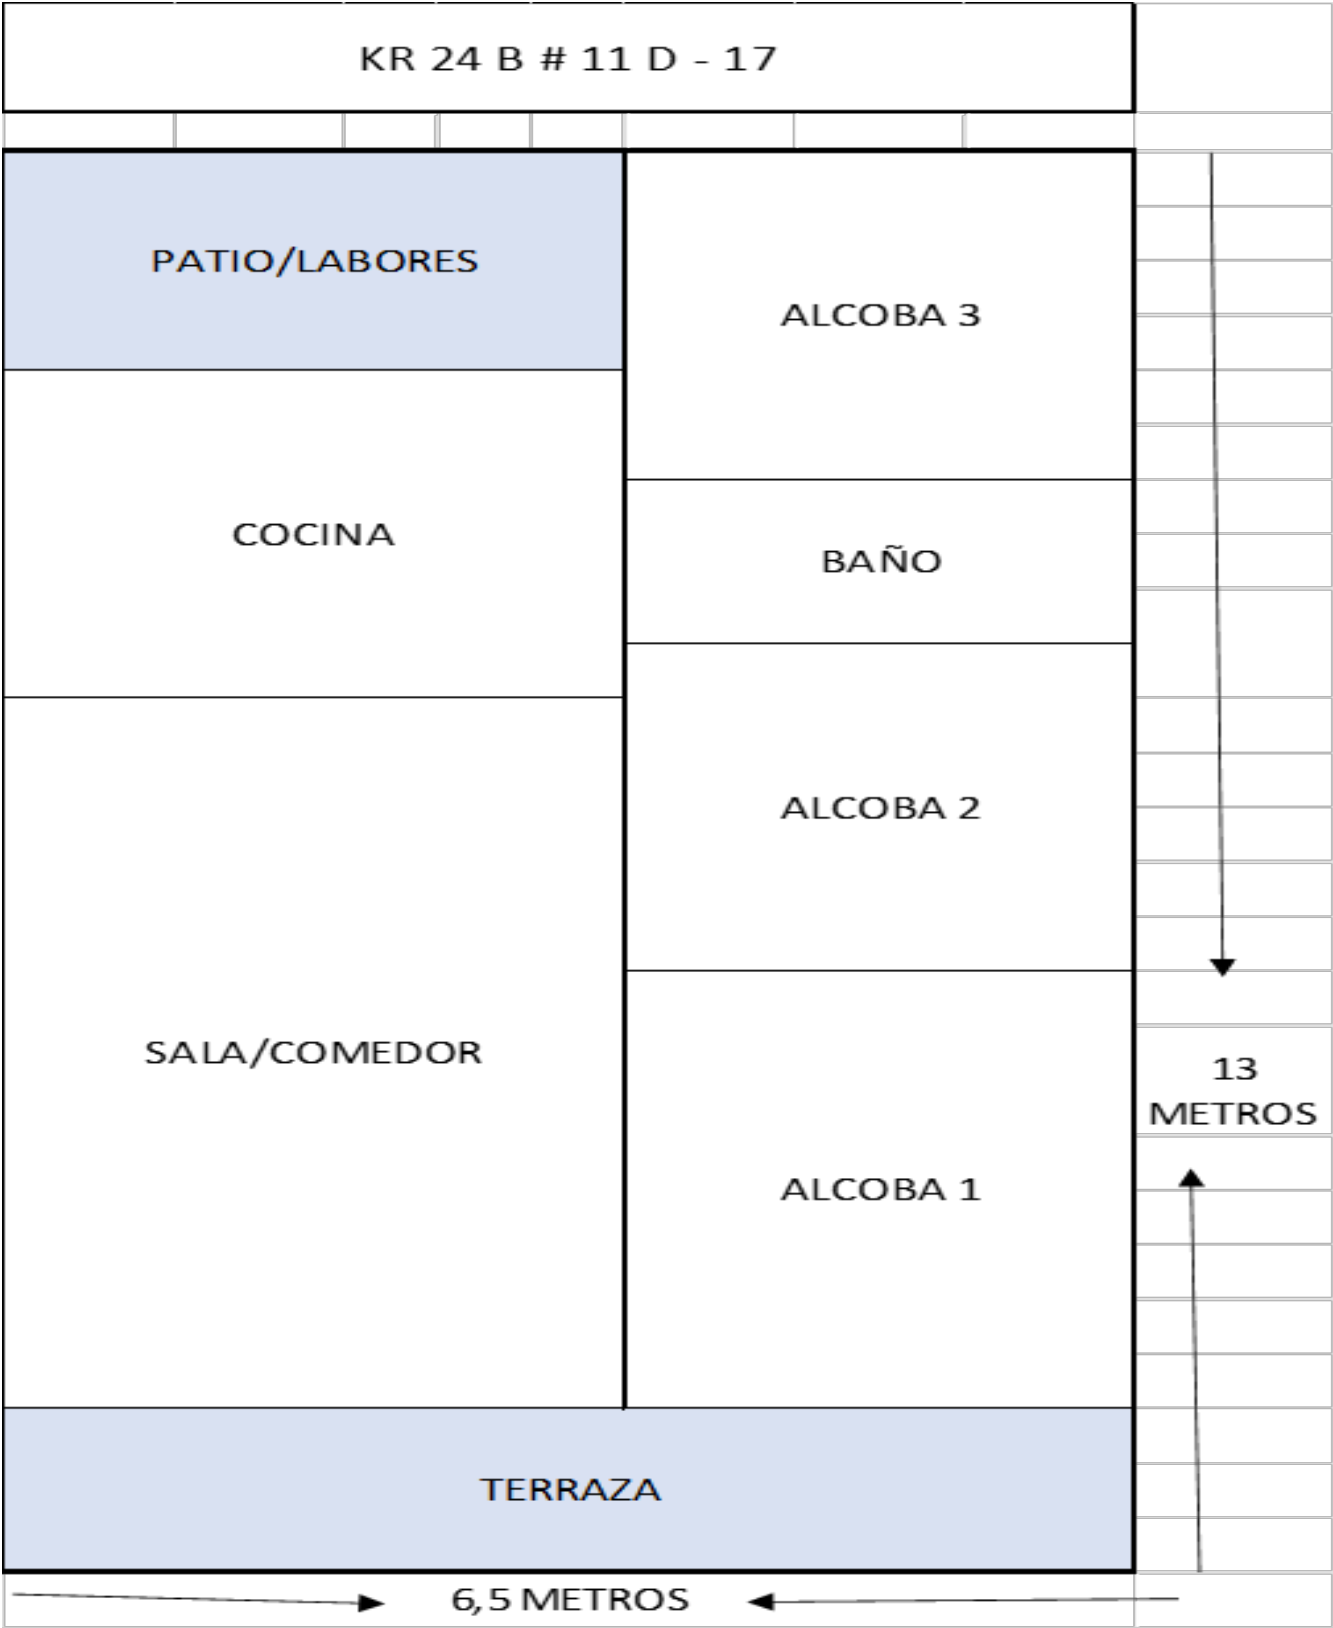 KR 24 B # 11 D - 17
PATIO/LABORES
ALCOBA 3
COCINA
BAÑO
ALCOBA 2
SALA/COMEDOR
13
METROS
ALCOBA 1
TERRAZA
6,5 METROS